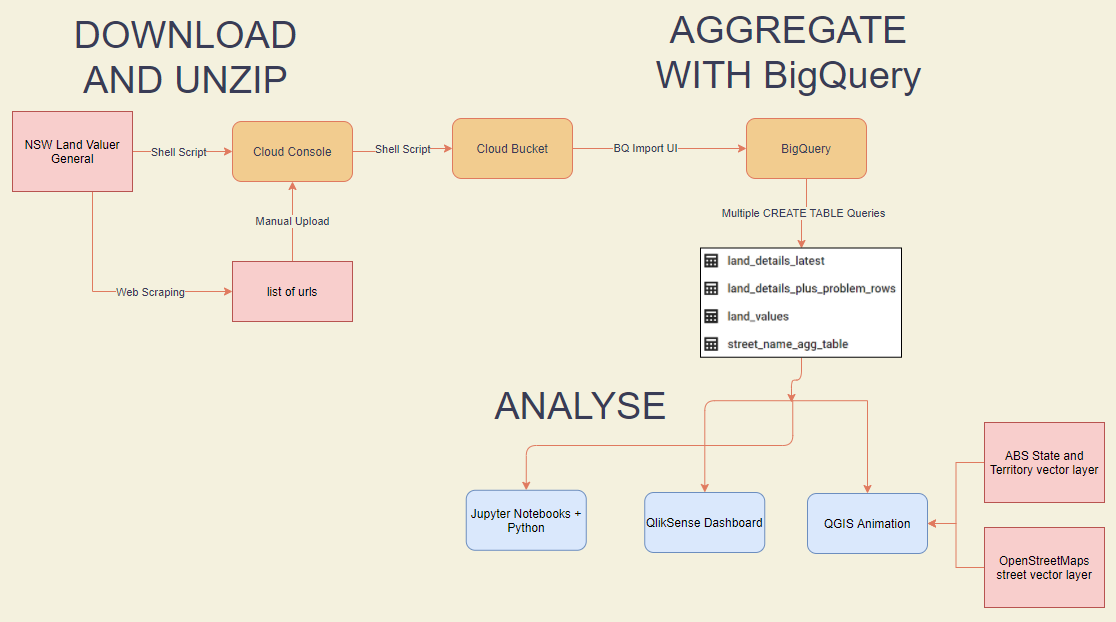 DOWNLOAD
AND UNZIP
AGGREGATE
WITH BigQuery
NSW Land Valuer
General
Shell Script
Cloud Console
Shell Script
Cloud Bucket
BQ Import UI
BigQuery
Manual Upload
Web Scraping
list of urls
Multiple CREATE TABLE Queries
land_details_latest
land_details_plus_problem_rows
land_values
street_name_agg_table
ANALYSE
Jupyter Notebooks +
Python
QlikSense Dashboard
QGIS Animation
ABS State and
Territory vector layer
OpenStreetMaps
street vector layer